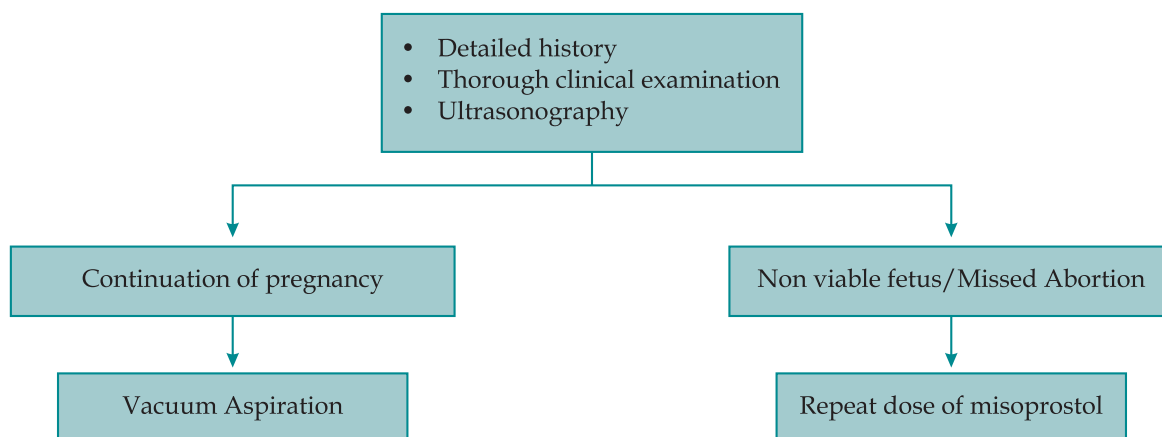 • Detailed history
• Thorough clinical examination
• Ultrasonography
Continuation of pregnancy
Non viable fetus/Missed Abortion
Vacuum Aspiration
Repeat dose of misoprostol